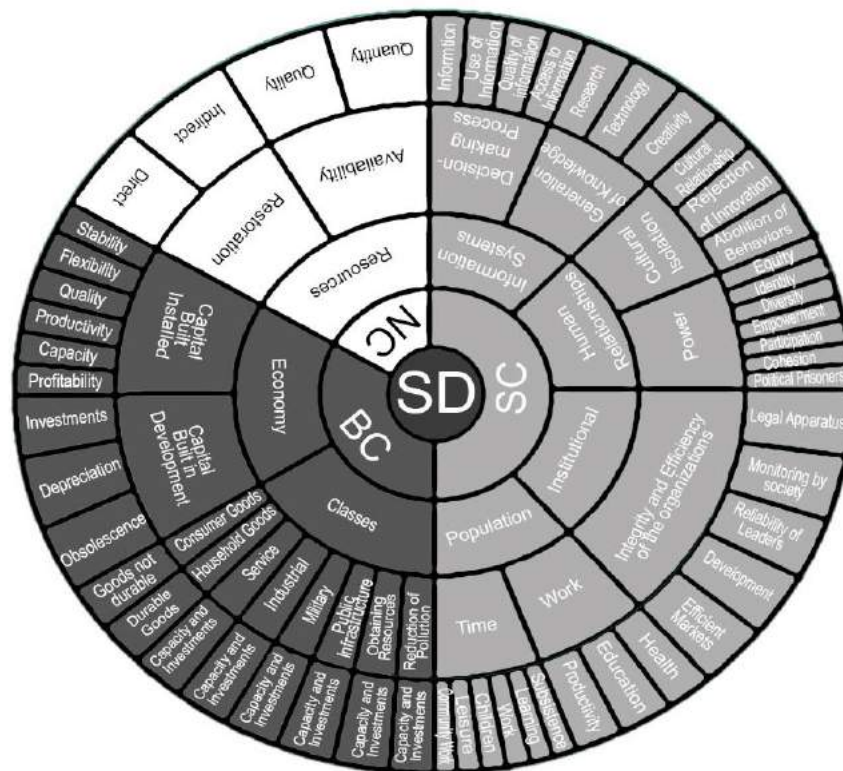 SD
NC
SC
BC
Resources
Availability
Restoration
Quantity
Quality
Indirect
Direct
Information
Systems
Human
Relationships
Institutional
Population
Decision-
making
Process
Generation
of Knowledge
Cultural
Isolation
Power
Integrity and Efficiency
of the organizations
Work
Time
Informtion
Use of
Information
Quality of
information
Access to
Information
Research
Technology
Creativity
Cultural
Relationship
Rejection
of Innovation
Abolition of
Behaviors
Equity
Identity
Diversity
Empowerment
Participation
Cohesion
Political Prisoners
Legal Apparatus
Monitoring by
society
Reliability of
Leaders
Development
Efficient
Markets
Health
Education
Productivity
Subsistence
Learning
Work
Children
Leisure
Community Work
Economy
Classes
Capital
Built
Installed
Capital
Built in
Development
Stability
Flexibility
Quality
Productivity
Capacity
Profitability
Investments
Depreciation
Obsolescence
Consumer Goods
Household Goods
Service
Industrial
Military
Public
Infrastructure
Obtaining
Resources
Reduction of
Pollution
Goods not
durable
Durable
Goods
Capacity and
Investments
Capacity and
Investments
Capacity and
Investments
Capacity and
Investments
Capacity and
Investments
Capacity and
Investments